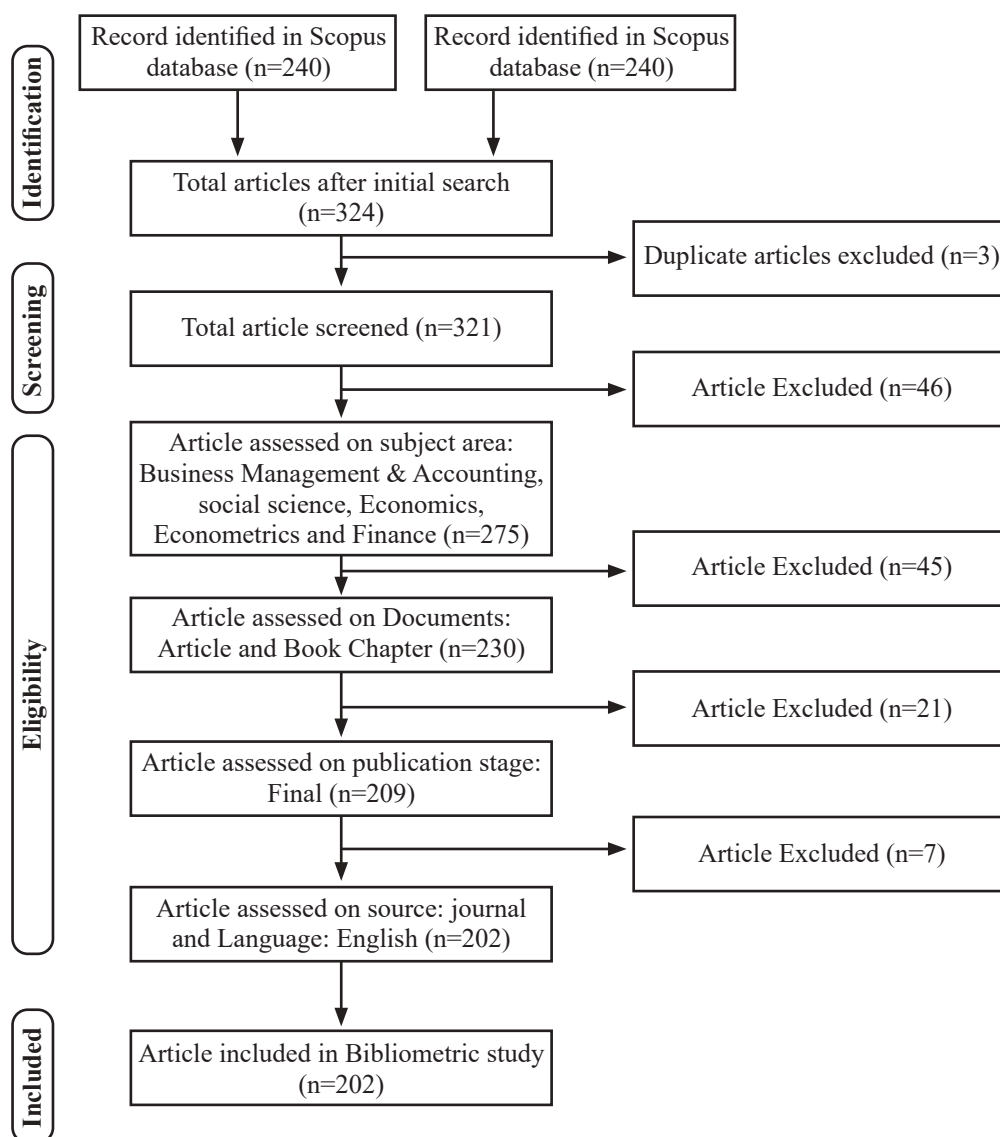 Identification
Record identified in Scopus
database (n=240)
Record identified in Scopus
database (n=240)
Total articles after initial search
(n=324)
Duplicate articles excluded (n=3)
Screening
Total article screened (n=321)
Article Excluded (n=46)
Eligibility
Article assessed on subject area:
Business Management & Accounting,
social science, Economics,
Econometrics and Finance (n=275)
Article Excluded (n=45)
Article assessed on Documents:
Article and Book Chapter (n=230)
Article Excluded (n=21)
Article assessed on publication stage:
Final (n=209)
Article Excluded (n=7)
Article assessed on source: journal
and Language: English (n=202)
Included
Article included in Bibliometric study
(n=202)